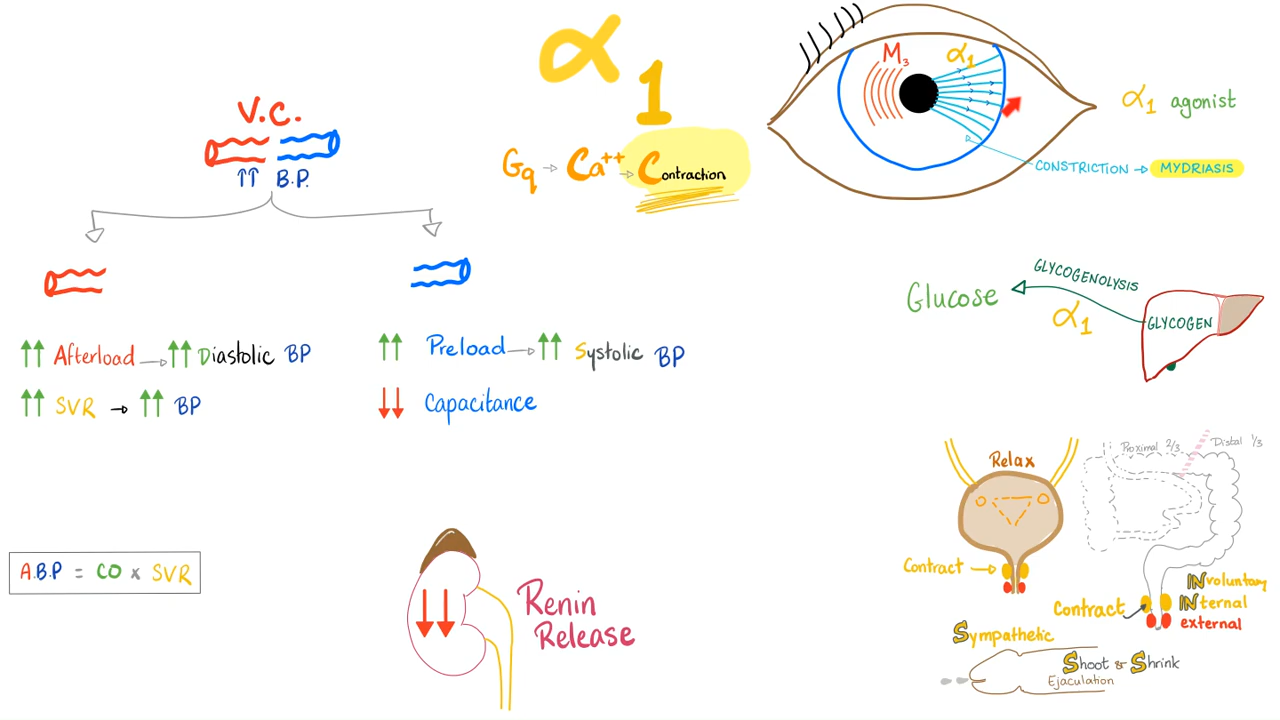 α1
Gq → Ca++ → Contraction
V.C.
↑↑ B.P.
↑↑ Afterload → ↑↑ Diastolic BP
↑↑ SVR → ↑↑ BP
↑↑ Preload → ↑↑ Systolic BP
↓↓ Capacitance
A.B.P = CO x SVR
Renin
Release
M3
α1
α1 agonist
CONSTRICTION → MYDRIASIS
GLYCOGENOLYSIS
Glucose
α1
GLYCOGEN
Relax
Contract →
Proximal 2/3
Distal 1/3
INvoluntary
Contract
INternal
external
Sympathetic
Shoot & Shrink
Ejaculation